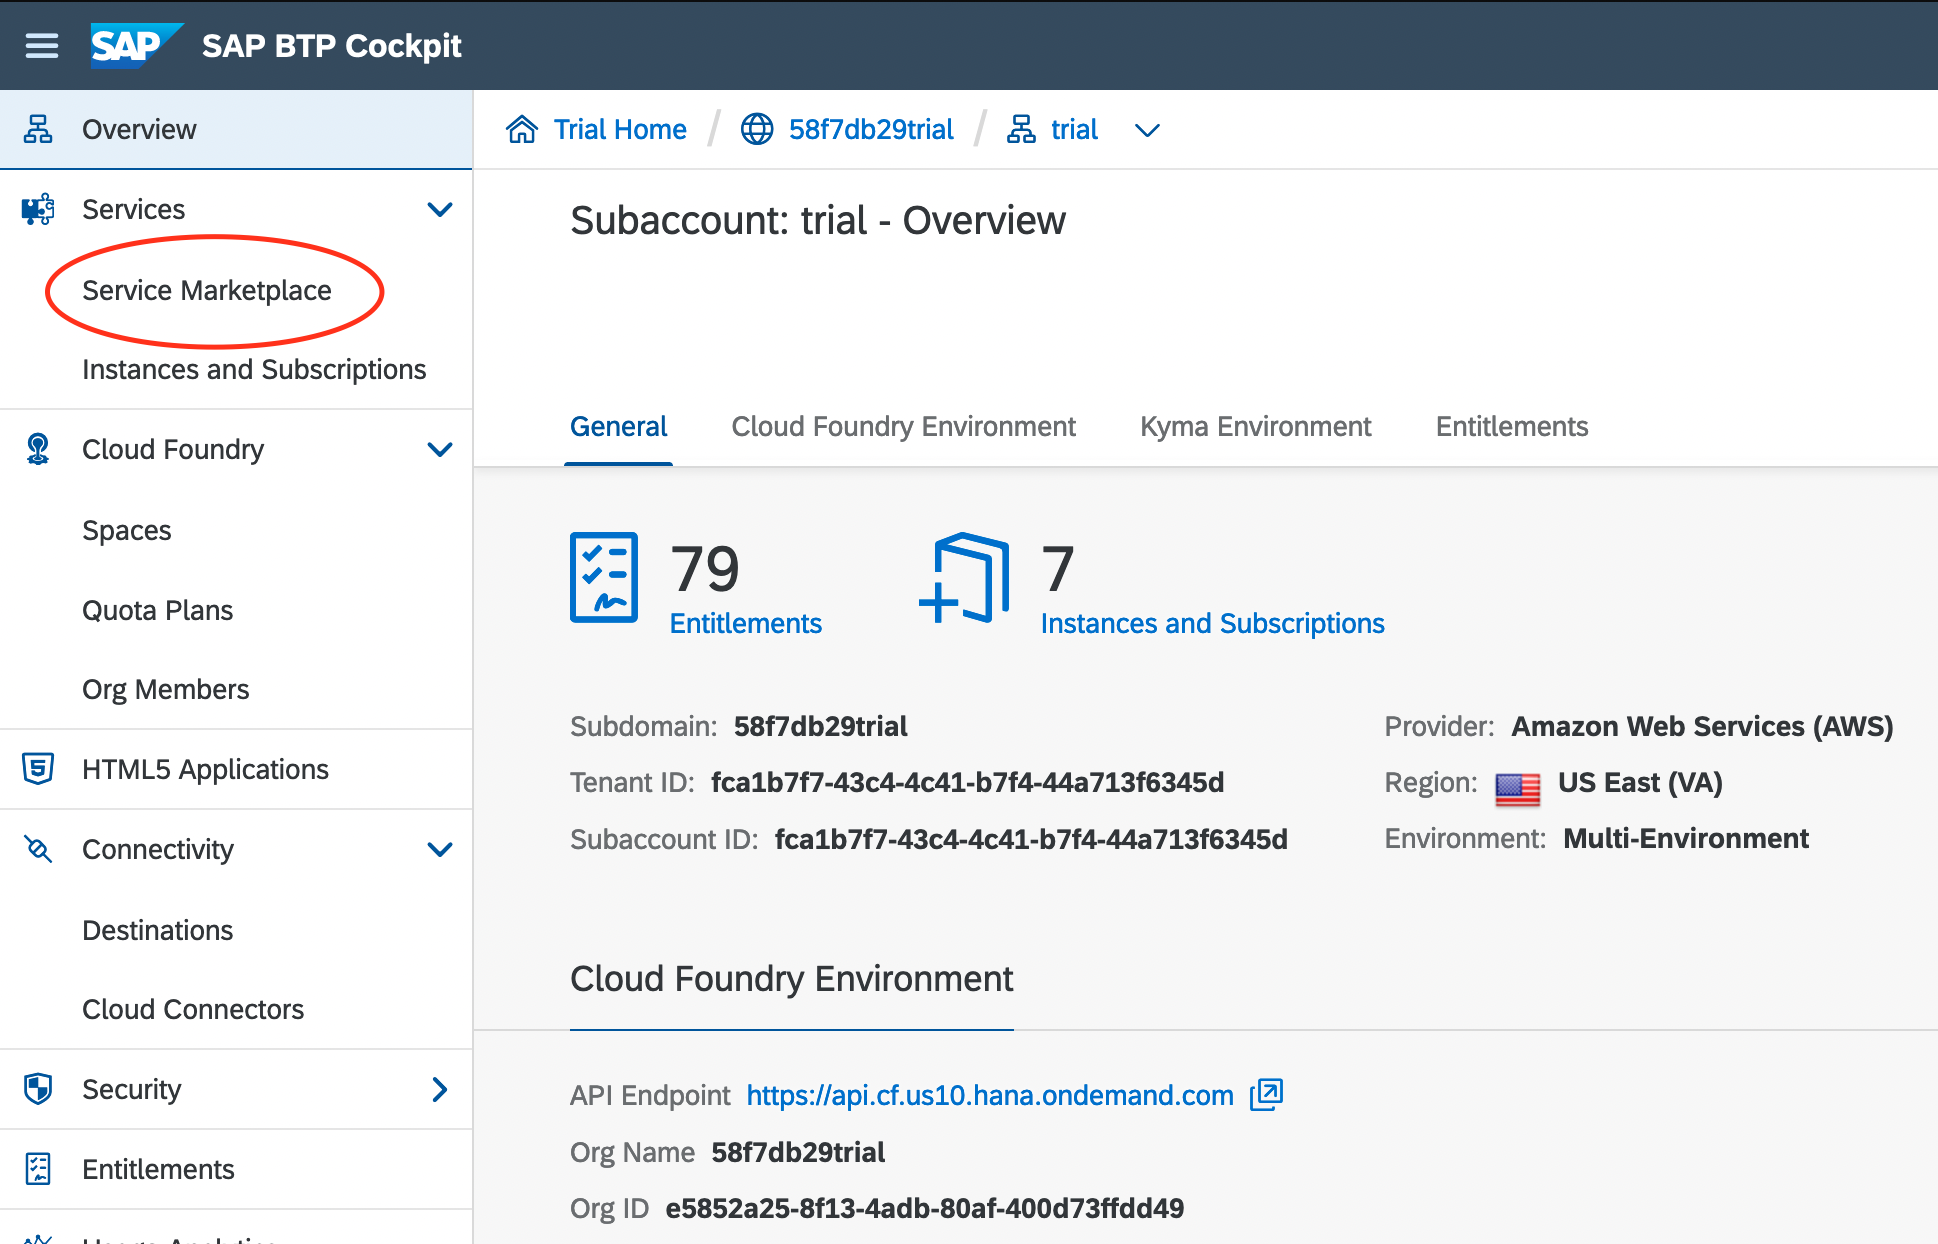 SAP SAP BTP Cockpit
Overview
Services
Service Marketplace
Instances and Subscriptions
Cloud Foundry
Spaces
Quota Plans
Org Members
HTML5 Applications
Connectivity
Destinations
Cloud Connectors
Security
Entitlements
Trial Home / 58f7db29trial / trial
Subaccount: trial - Overview
General Cloud Foundry Environment Kyma Environment Entitlements
79
Entitlements
7
Instances and Subscriptions
Subdomain: 58f7db29trial
Tenant ID: fca1b7f7-43c4-4c41-b7f4-44a713f6345d
Subaccount ID: fca1b7f7-43c4-4c41-b7f4-44a713f6345d
Provider: Amazon Web Services (AWS)
Region: US East (VA)
Environment: Multi-Environment
Cloud Foundry Environment
API Endpoint https://api.cf.us10.hana.ondemand.com
Org Name 58f7db29trial
Org ID e5852a25-8f13-4adb-80af-400d73ffdd49